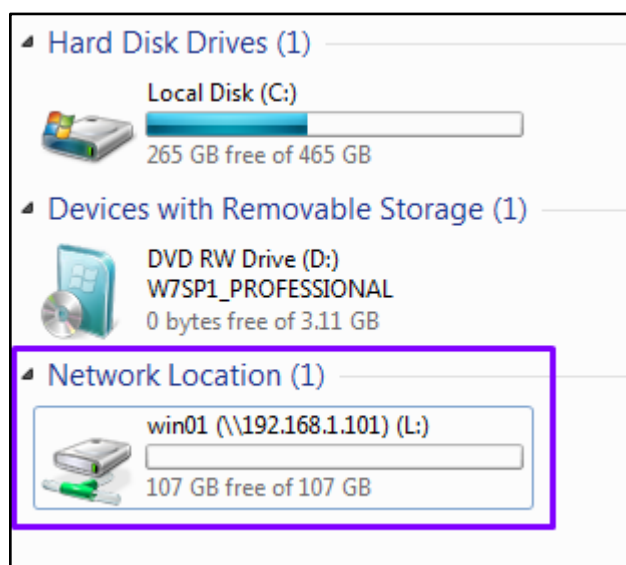 Hard Disk Drives (1)
Local Disk (C:)
265 GB free of 465 GB
Devices with Removable Storage (1)
DVD RW Drive (D:)
W7SP1_PROFESSIONAL
0 bytes free of 3.11 GB
Network Location (1)
win01 (\\192.168.1.101) (L:)
107 GB free of 107 GB